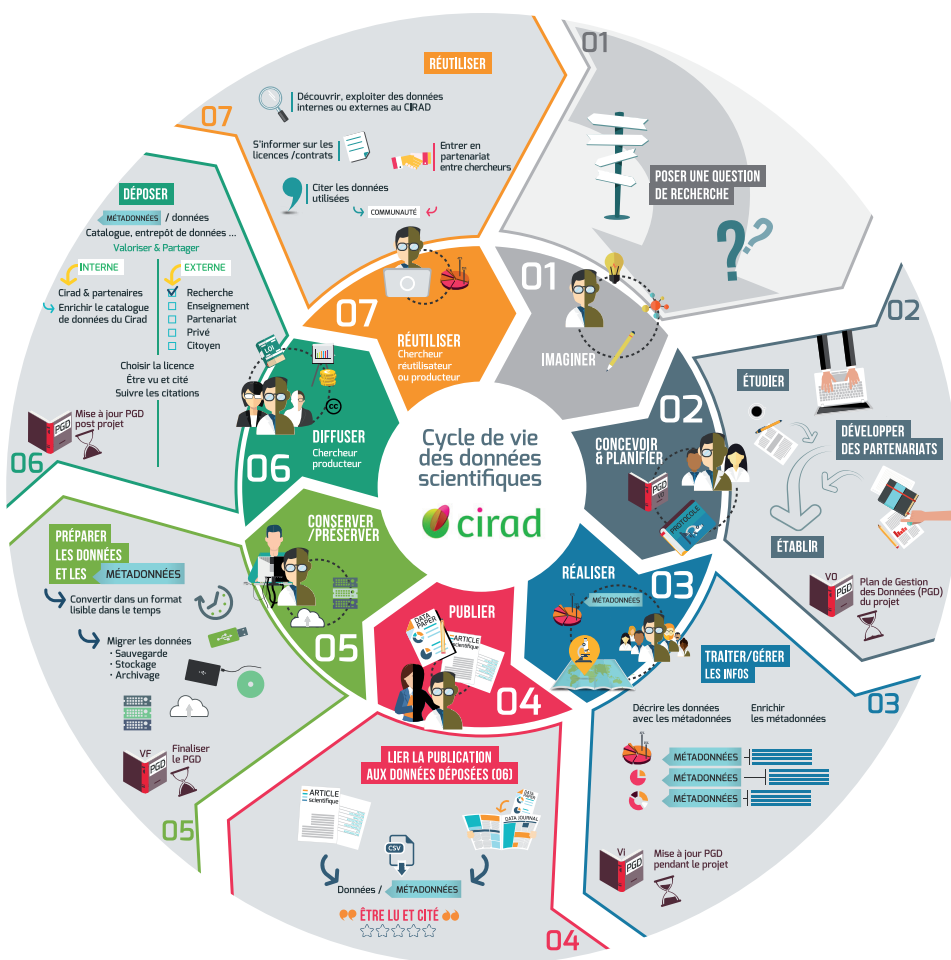 Cycle de vie
des données
scientifiques
cirad
01
IMAGINER
01
POSER UNE QUESTION
DE RECHERCHE
??
02
CONCEVOIR
& PLANIFIER
PGD
V0
PROTOCOLE
02
ÉTUDIER
DÉVELOPPER
DES PARTENARIATS
ÉTABLIR
V0
PGD
Plan de Gestion
des Données (PGD)
du projet
03
RÉALISER
MÉTADONNÉES
03
TRAITER/GÉRER
LES INFOS
Décrire les données
avec les métadonnées
Enrichir
les métadonnées
MÉTADONNÉES
MÉTADONNÉES
MÉTADONNÉES
Vi
PGD
Mise à jour PGD
pendant le projet
04
PUBLIER
DATA
PAPER
ARTICLE
scientifique
04
LIER LA PUBLICATION
AUX DONNÉES DÉPOSÉES (06)
ARTICLE
scientifique
DATA
PAPER
DATA JOURNAL
CSV
Données / MÉTADONNÉES
ÊTRE LU ET CITÉ
05
CONSERVER
/PRÉSERVER
05
PRÉPARER
LES DONNÉES
ET LES MÉTADONNÉES
Convertir dans un format
lisible dans le temps
Migrer les données
• Sauvegarde
• Stockage
• Archivage
VF
PGD
Finaliser
le PGD
06
DIFFUSER
Chercheur
producteur
LOI
CC
06
DÉPOSER
MÉTADONNÉES / données
Catalogue, entrepôt de données ...
Valoriser & Partager
INTERNE
Cirad & partenaires
Enrichir le catalogue
de données du Cirad
EXTERNE
Recherche
Enseignement
Partenariat
Privé
Citoyen
Choisir la licence
Être vu et cité
Suivre les citations
PGD
Mise à jour PGD
post projet
07
RÉUTILISER
Chercheur
réutilisateur
ou producteur
07
RÉUTILISER
Découvrir, exploiter des données
internes ou externes au CIRAD
S'informer sur les
licences /contrats
Entrer en
partenariat
entre chercheurs
Citer les données
utilisées
COMMUNAUTÉ